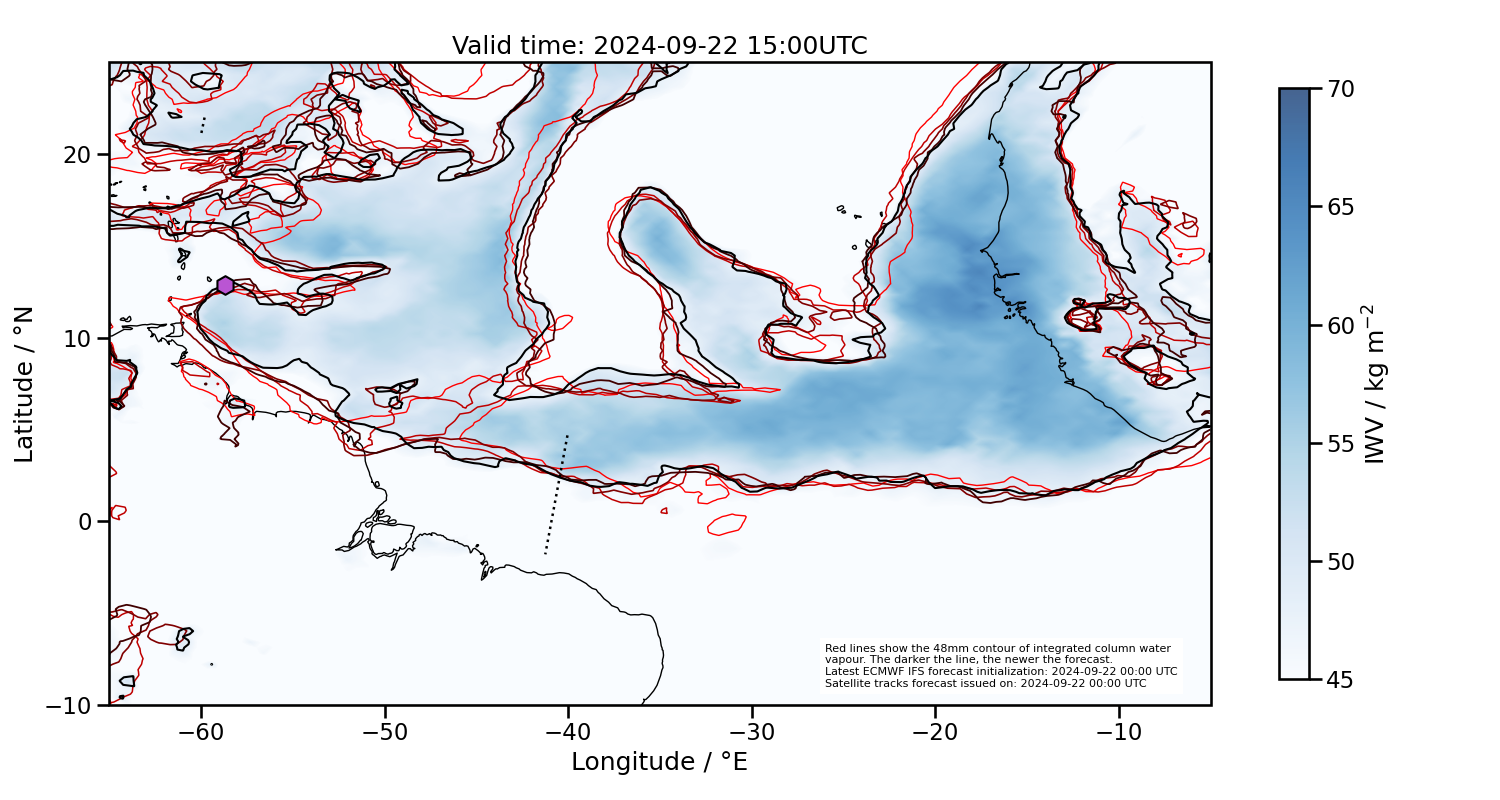 Valid time: 2024-09-22 15:00UTC
20
10
0
−10
Latitude / °N
−60
−50
−40
−30
−20
−10
Longitude / °E
Red lines show the 48mm contour of integrated column water
vapour. The darker the line, the newer the forecast.
Latest ECMWF IFS forecast initialization: 2024-09-22 00:00 UTC
Satellite tracks forecast issued on: 2024-09-22 00:00 UTC
70
65
60
55
50
45
IWV / kg m⁻²